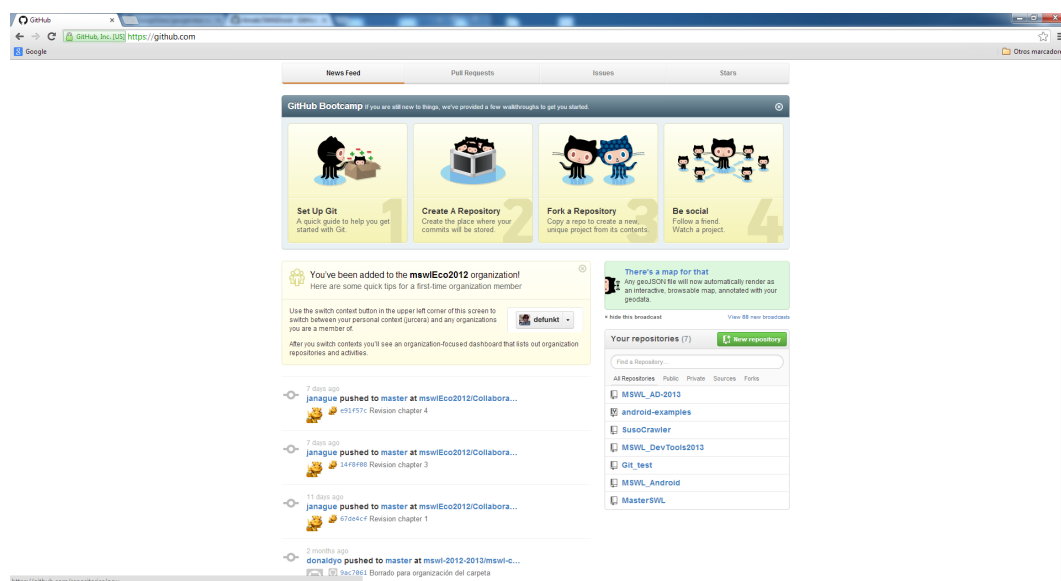 GitHub
GitHub, Inc. [US] https://github.com
Google
Otros marcadore
News Feed
Pull Requests
Issues
Stars
GitHub Bootcamp If you are still new to things, we've provided a few walkthroughs to get you started.
Set Up Git
A quick guide to help you get
started with Git.
1
Create A Repository
Create the place where your
commits will be stored.
2
Fork a Repository
Copy a repo to create a new,
unique project from its contents.
3
Be social
Follow a friend.
Watch a project.
4
You've been added to the mswlEco2012 organization!
Here are some quick tips for a first-time organization member
Use the switch context button in the upper left corner of this screen to
switch between your personal context (jurcera) and any organizations
you are a member of.
defunkt
After you switch contexts you'll see an organization-focused dashboard that lists out organization
repositories and activities.
7 days ago
janague pushed to master at mswlEco2012/Collabora...
e91f57c Revision chapter 4
7 days ago
janague pushed to master at mswlEco2012/Collabora...
14f8f08 Revision chapter 3
11 days ago
janague pushed to master at mswlEco2012/Collabora...
67de4cf Revision chapter 1
2 months ago
donaldyo pushed to master at mswl-2012-2013/mswl-c...
9ac7061 Borrado para organización del carpeta
There's a map for that
Any geoJSON file will now automatically render as
an interactive, browsable map, annotated with your
geodata.
hide this broadcast
View 88 new broadcasts
Your repositories (7)
New repository
Find a Repository...
All Repositories Public Private Sources Forks
MSWL_AD-2013
android-examples
SusoCrawler
MSWL_DevTools2013
Git_test
MSWL_Android
MasterSWL